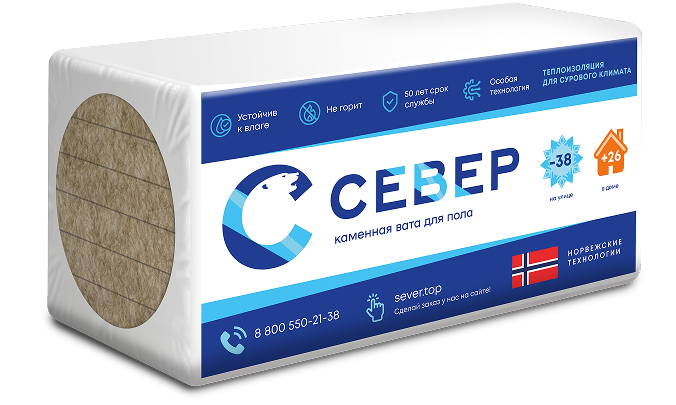 Устойчив
к влаге
Не горит
50 лет срок
службы
Особая
технология
ТЕПЛОИЗОЛЯЦИЯ
ДЛЯ СУРОВОГО КЛИМАТА
СЕВЕР
каменная вата для пола
-38
на улице
+26
в доме
НОРВЕЖСКИЕ
ТЕХНОЛОГИИ
8 800 550-21-38
sever.top
Сделай заказ у нас на сайте!